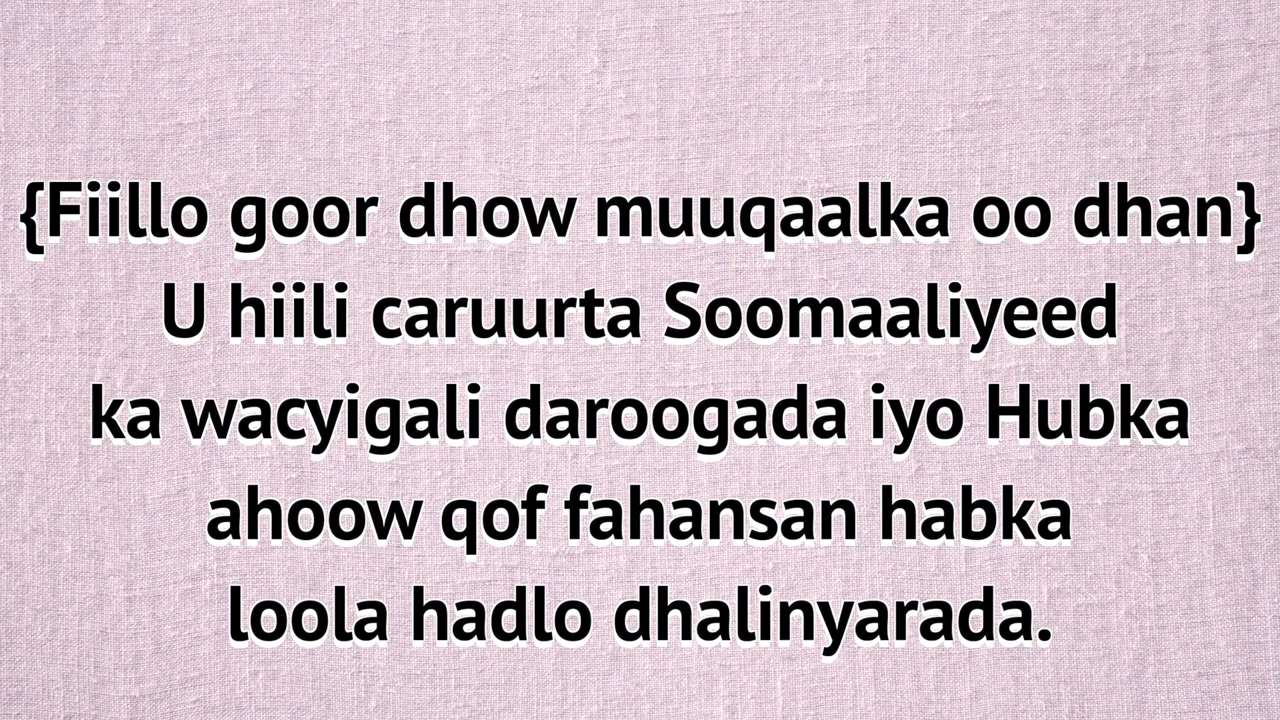 {Fiillo goor dhow muuqaalka oo dhan}
U hiili caruurta Soomaaliyeed
ka wacyigali daroogada iyo Hubka
ahoow qof fahansan habka
loola hadlo dhalinyarada.